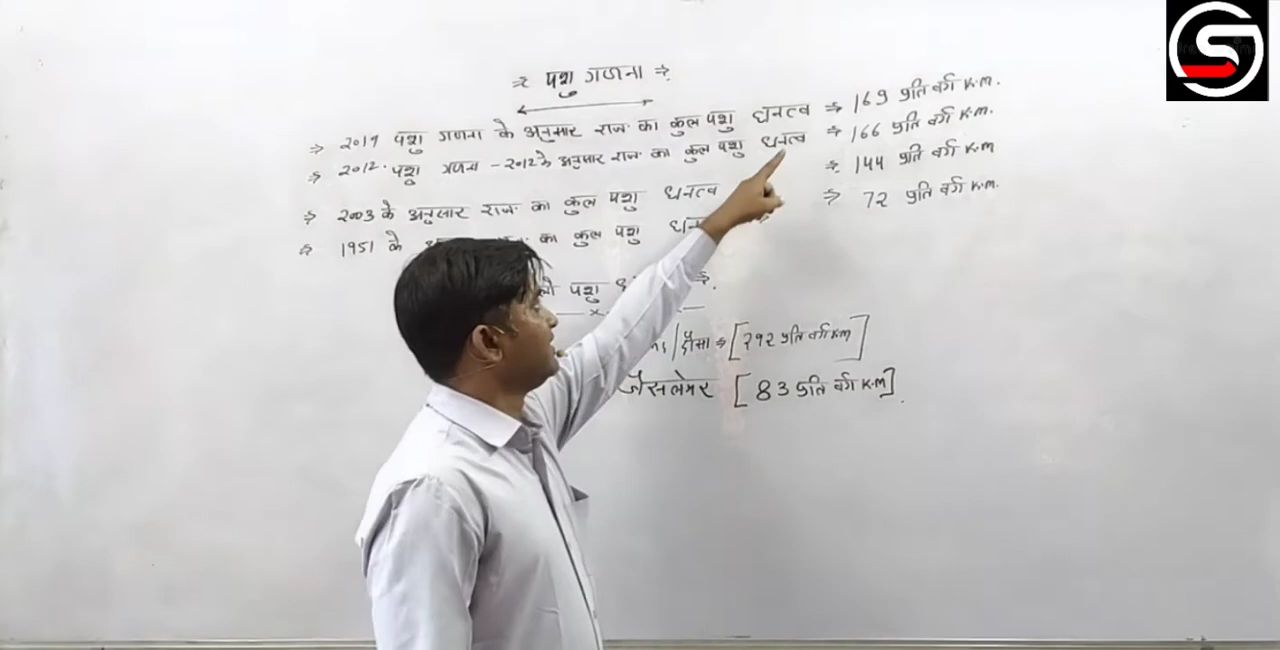 ⇒ पशु गणना ⇒
⇒ 2019 पशु गणना के अनुसार राज॰ का कुल पशु घनत्व ⇒ 169 प्रति वर्ग K.m.
⇒ 2012. पशु गणना - 2012 के अनुसार राज॰ का कुल पशु घनत्व ⇒ 166 प्रति वर्ग K.m.
⇒ 2003 के अनुसार राज॰ का कुल पशु घनत्व ⇒ 144 प्रति वर्ग K.m
⇒ 1951 के का कुल पशु ⇒ 72 प्रति वर्ग K.m.
पशु
/ दौसा ⇒ [292 प्रति वर्ग K.m]
जैसलमेर [83 प्रति वर्ग K.m].